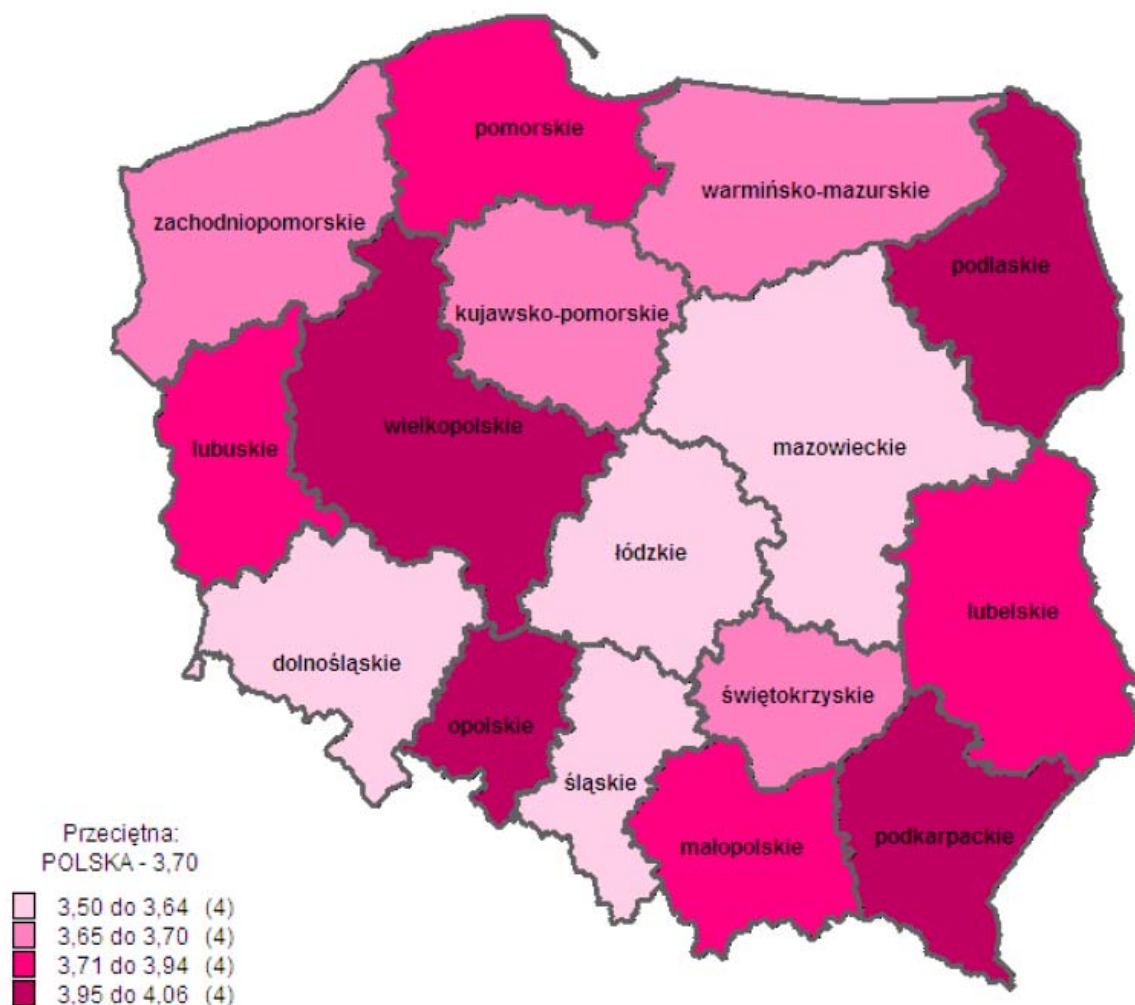 pomorskie
warmińsko-mazurskie
zachodniopomorskie
podlaskie
kujawsko-pomorskie
wielkopolskie
lubuskie
mazowieckie
łódzkie
lubelskie
dolnośląskie
świętokrzyskie
opolskie
śląskie
podkarpackie
małopolskie
Przeciętna:
POLSKA - 3,70
3,50 do 3,64 (4)
3,65 do 3,70 (4)
3,71 do 3,94 (4)
3,95 do 4,06 (4)